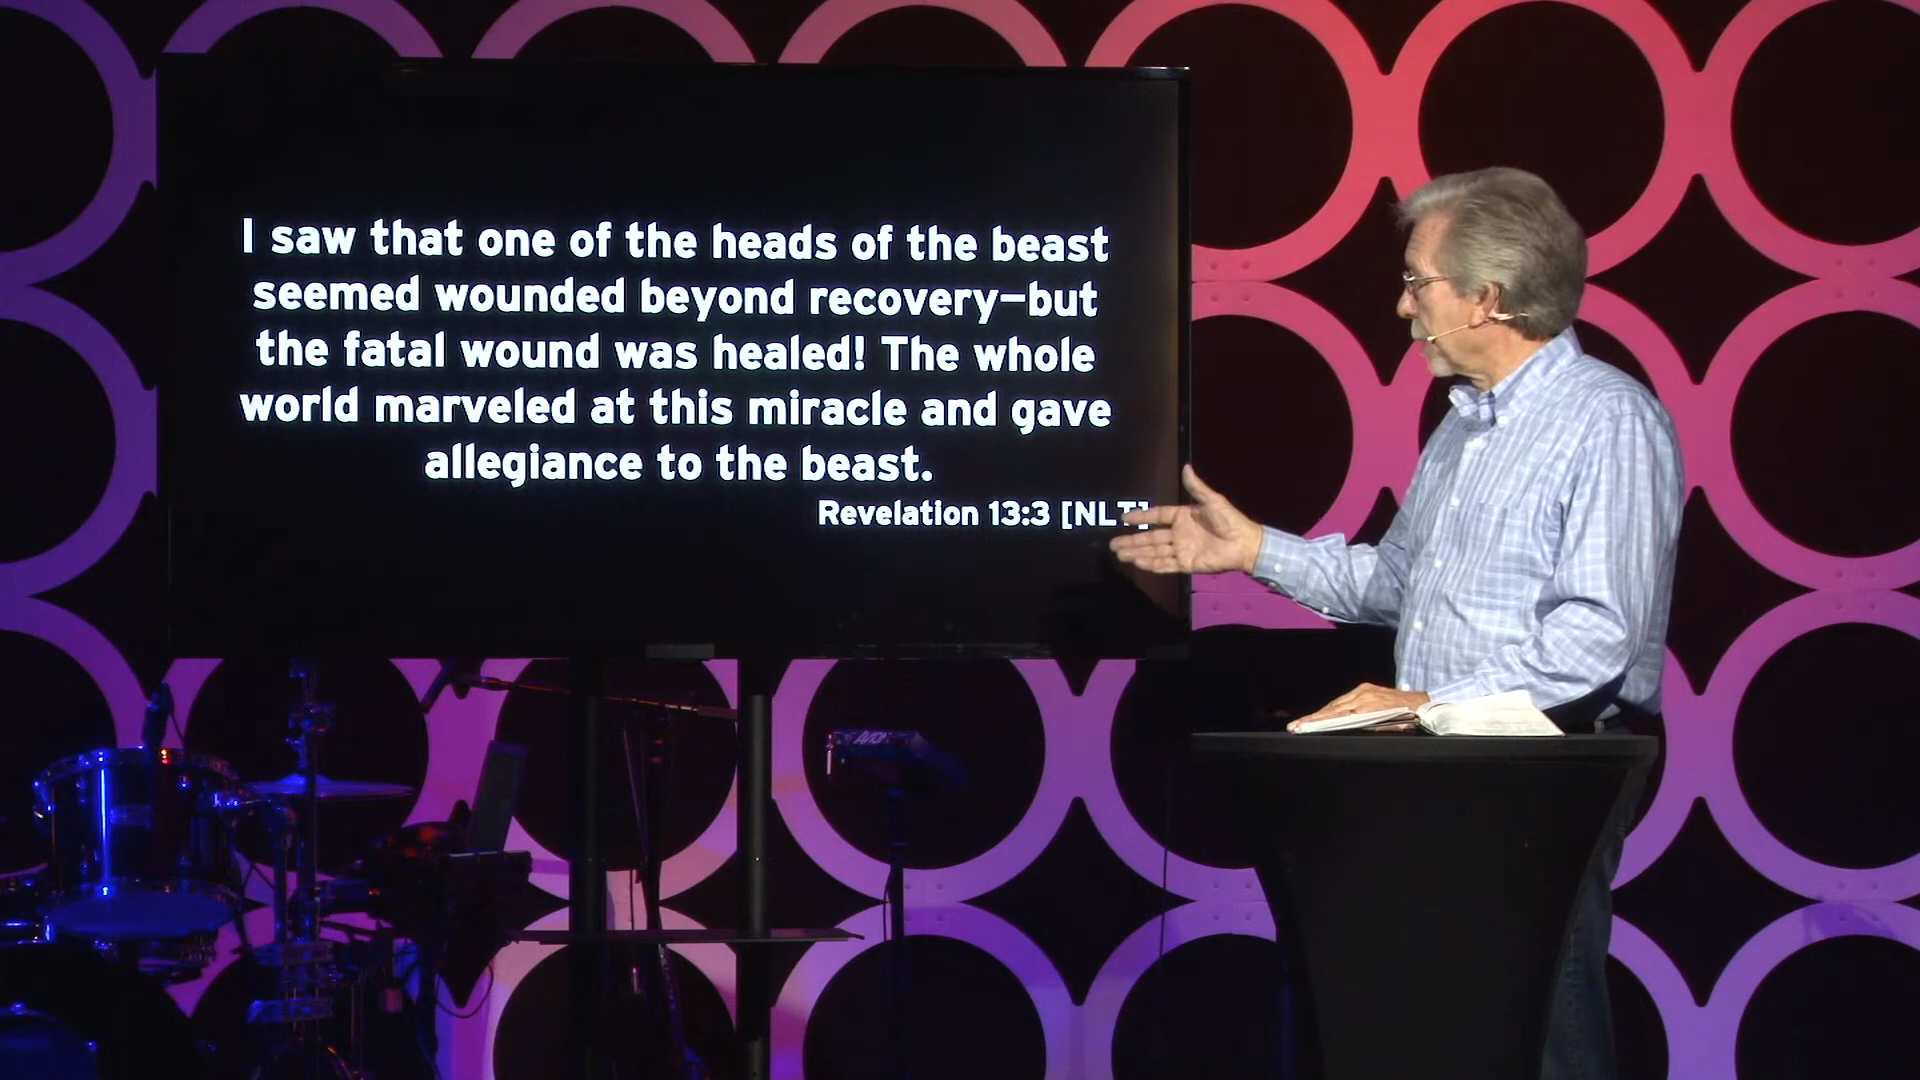 I saw that one of the heads of the beast
seemed wounded beyond recovery—but
the fatal wound was healed! The whole
world marveled at this miracle and gave
allegiance to the beast.
Revelation 13:3 [NLT]
AVIOM